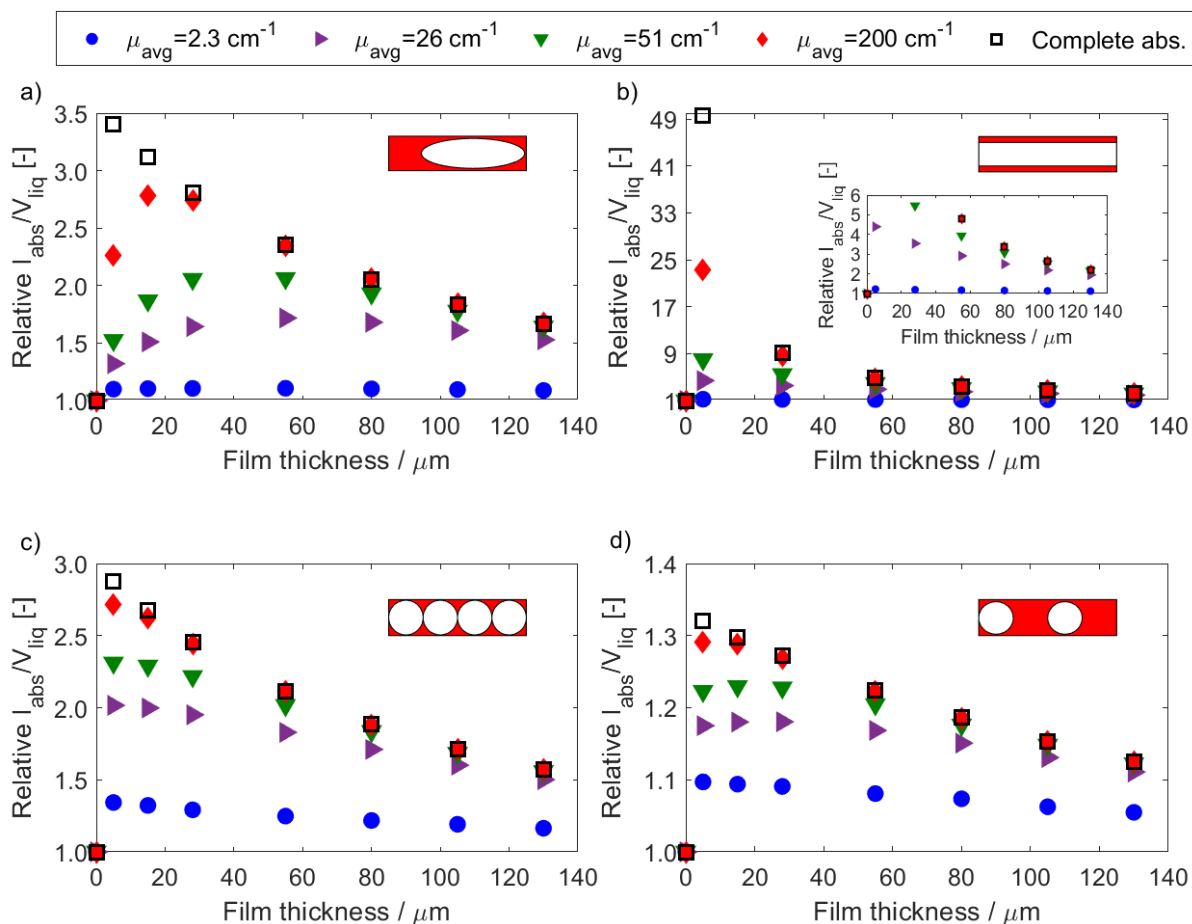 μavg=2.3 cm-1 μavg=26 cm-1 μavg=51 cm-1 μavg=200 cm-1 Complete abs.
a)
3.5
3.0
2.5
2.0
1.5
1.0
Relative Iabs/Vliq [-]
0 20 40 60 80 100 120 140
Film thickness / μm
b)
49
41
33
25
17
9
1
Relative Iabs/Vliq [-]
0 20 40 60 80 100 120 140
Film thickness / μm
6
5
4
3
2
1
Relative Iabs/Vliq [-]
0 20 40 60 80 100 120 140
Film thickness / μm
c)
3.0
2.5
2.0
1.5
1.0
Relative Iabs/Vliq [-]
0 20 40 60 80 100 120 140
Film thickness / μm
d)
1.4
1.3
1.2
1.1
1.0
Relative Iabs/Vliq [-]
0 20 40 60 80 100 120 140
Film thickness / μm